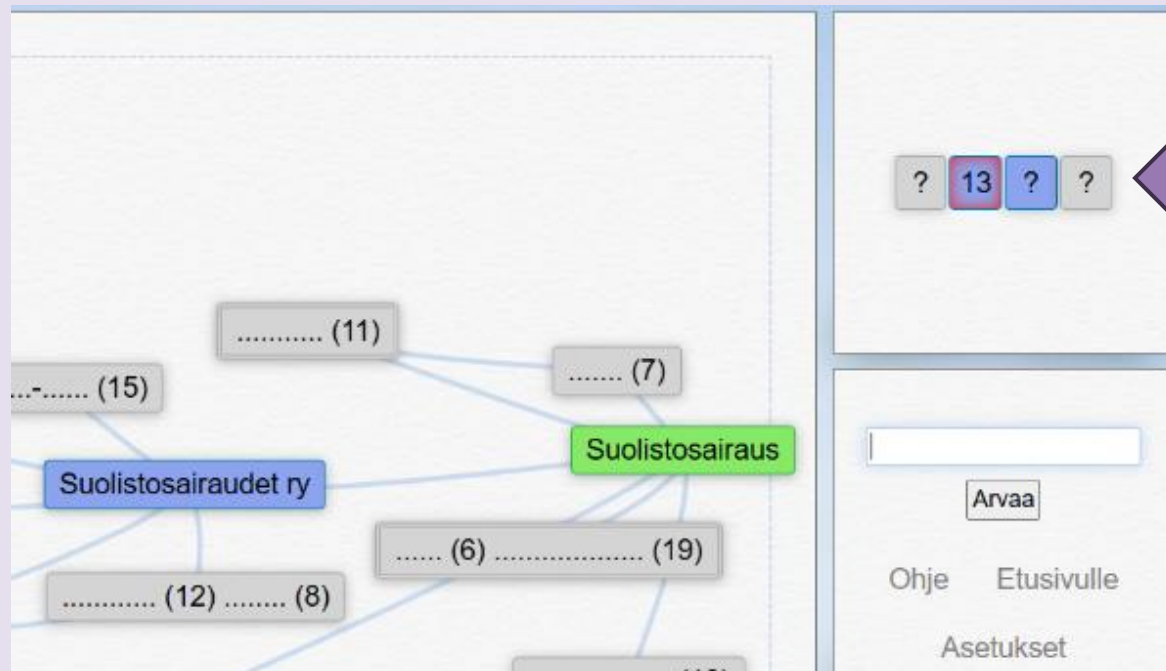 ? 13 ? ?
........... (11)
....... (7)
...-...... (15)
Suolistosairaus
Suolistosairaudet ry
Arvaa
...... (6) ................... (19)
Ohje Etusivulle
............ (12) ........ (8)
Asetukset